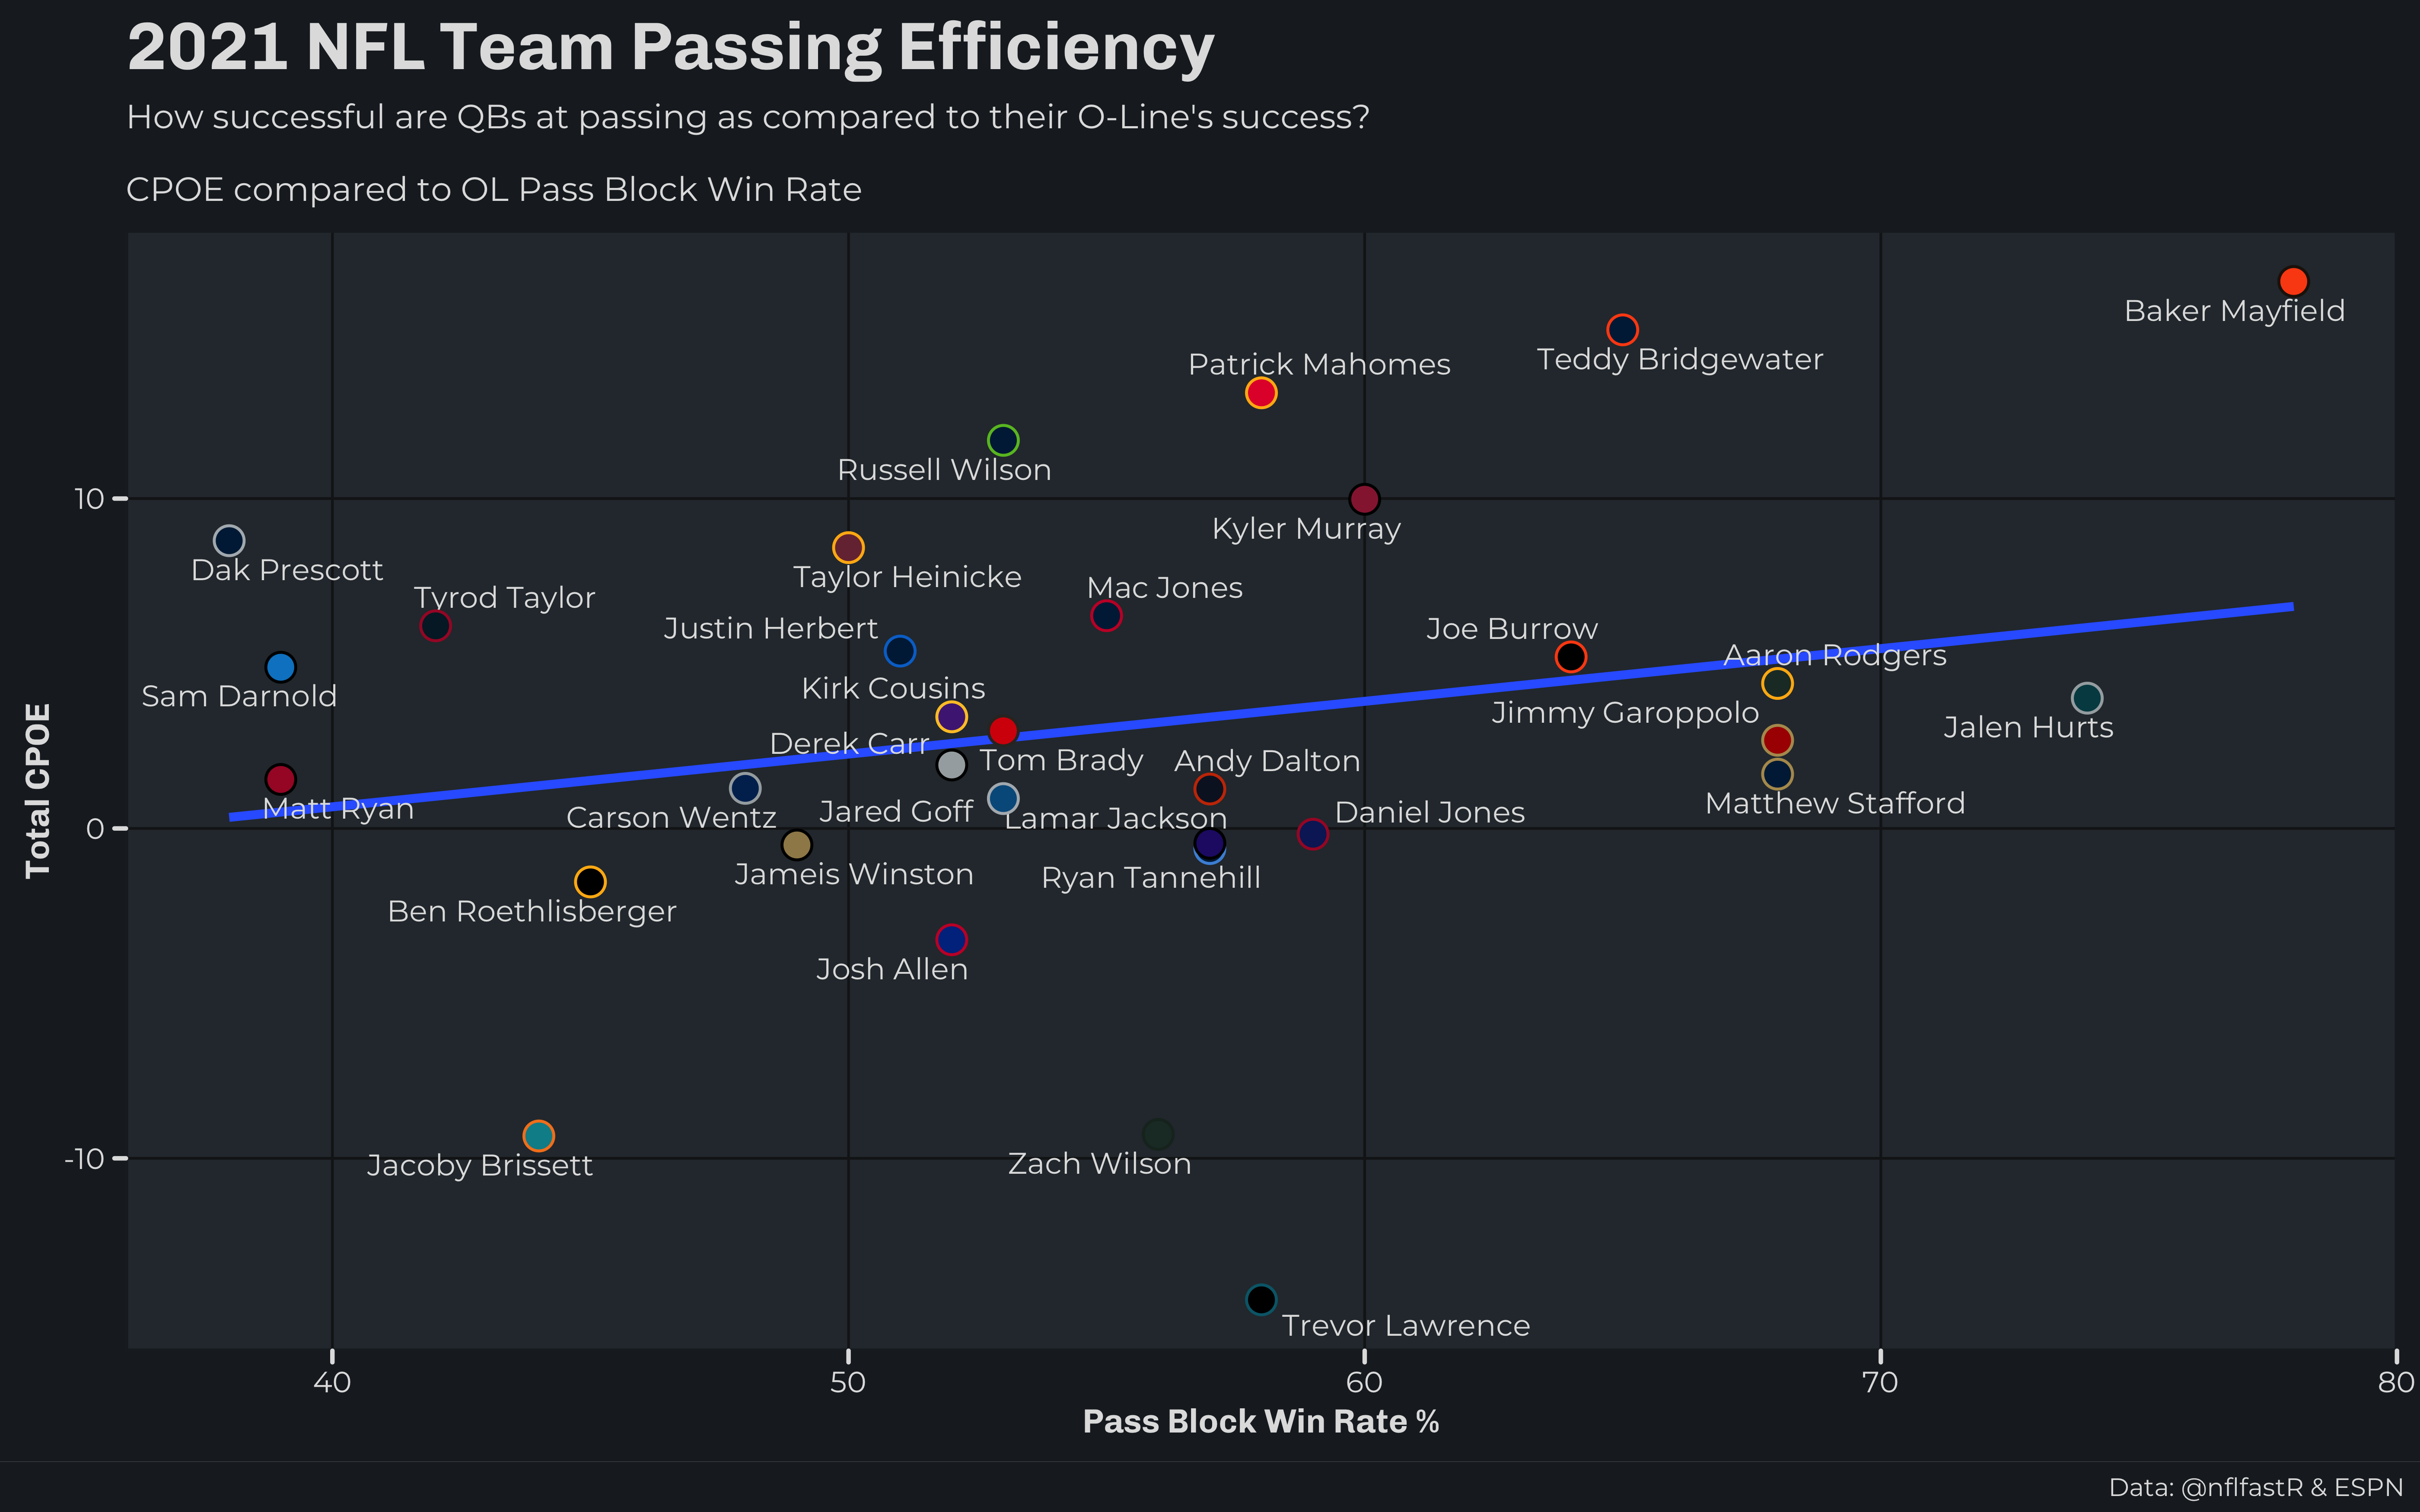 2021 NFL Team Passing Efficiency
How successful are QBs at passing as compared to their O-Line's success?
CPOE compared to OL Pass Block Win Rate
Baker Mayfield
Teddy Bridgewater
Patrick Mahomes
Russell Wilson
10
Kyler Murray
Dak Prescott
Taylor Heinicke
Mac Jones
Tyrod Taylor
Justin Herbert
Joe Burrow
Aaron Rodgers
Sam Darnold
Kirk Cousins
Jimmy Garoppolo
Jalen Hurts
Derek Carr
Tom Brady
Andy Dalton
Total CPOE
Matt Ryan
Carson Wentz
Jared Goff
Lamar Jackson
Daniel Jones
Matthew Stafford
0
Jameis Winston
Ryan Tannehill
Ben Roethlisberger
Josh Allen
-10
Jacoby Brissett
Zach Wilson
Trevor Lawrence
40
50
60
70
80
Pass Block Win Rate %
Data: @nflfastR & ESPN